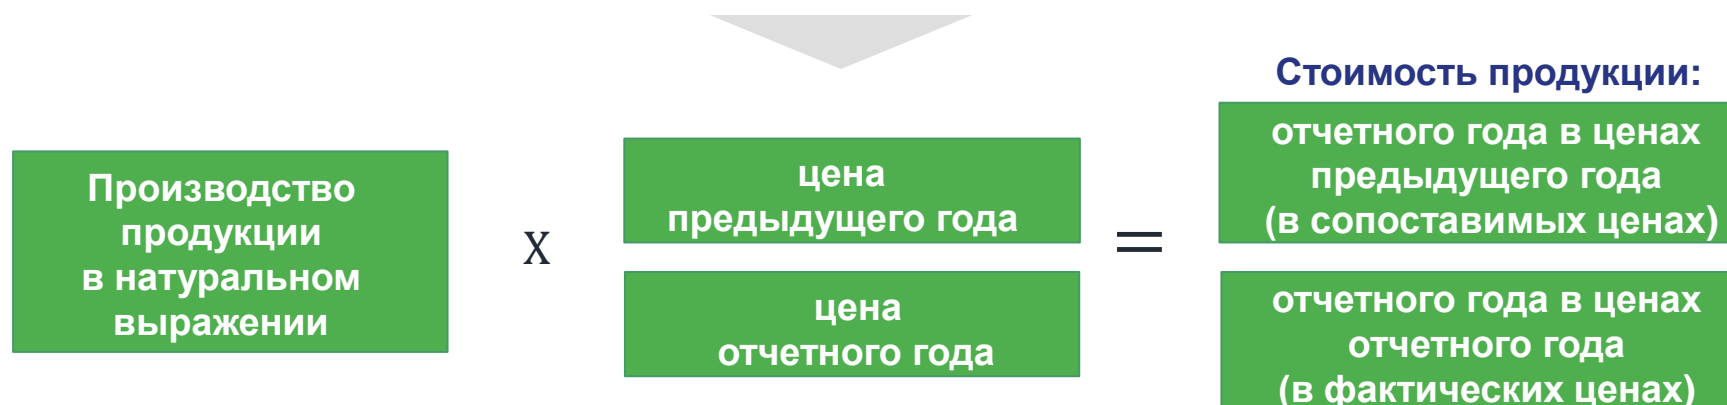 Производство
продукции
в натуральном
выражении
X
цена
предыдущего года
цена
отчетного года
=
Стоимость продукции:
отчетного года в ценах
предыдущего года
(в сопоставимых ценах)
отчетного года в ценах
отчетного года
(в фактических ценах)